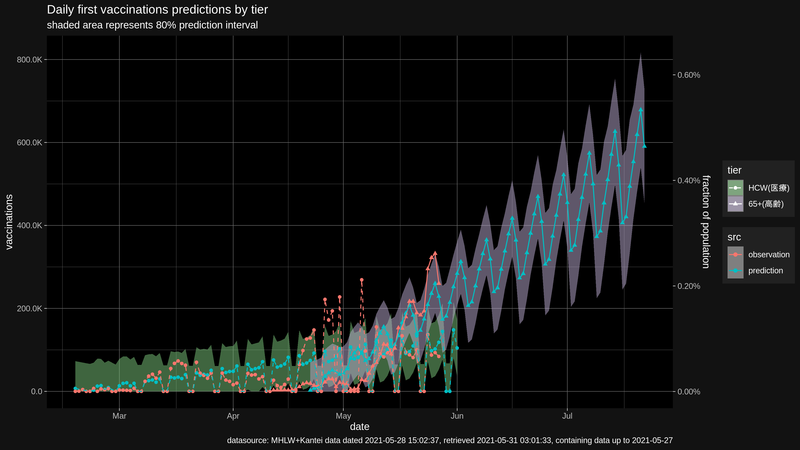 Daily first vaccinations predictions by tier
shaded area represents 80% prediction interval
800.0K
600.0K
400.0K
200.0K
0.0
vaccinations
0.60%
0.40%
0.20%
0.00%
fraction of population
Mar
Apr
May
Jun
Jul
date
tier
HCW(医療)
65+(高齢)
src
observation
prediction
datasource: MHLW+Kantei data dated 2021-05-28 15:02:37, retrieved 2021-05-31 03:01:33, containing data up to 2021-05-27